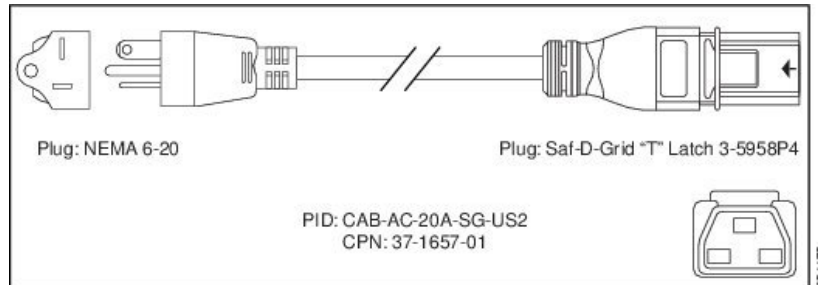 Plug: NEMA 6-20
Plug: Saf-D-Grid “T” Latch 3-5958P4
PID: CAB-AC-20A-SG-US2
CPN: 37-1657-01